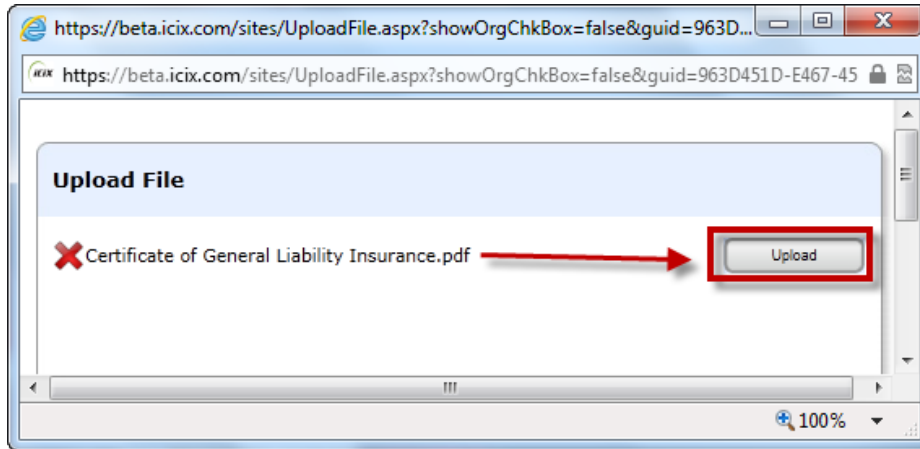 https://beta.icix.com/sites/UploadFile.aspx?showOrgChkBox=false&guid=963D...
icix https://beta.icix.com/sites/UploadFile.aspx?showOrgChkBox=false&guid=963D451D-E467-45
Upload File
Certificate of General Liability Insurance.pdf Upload
100%